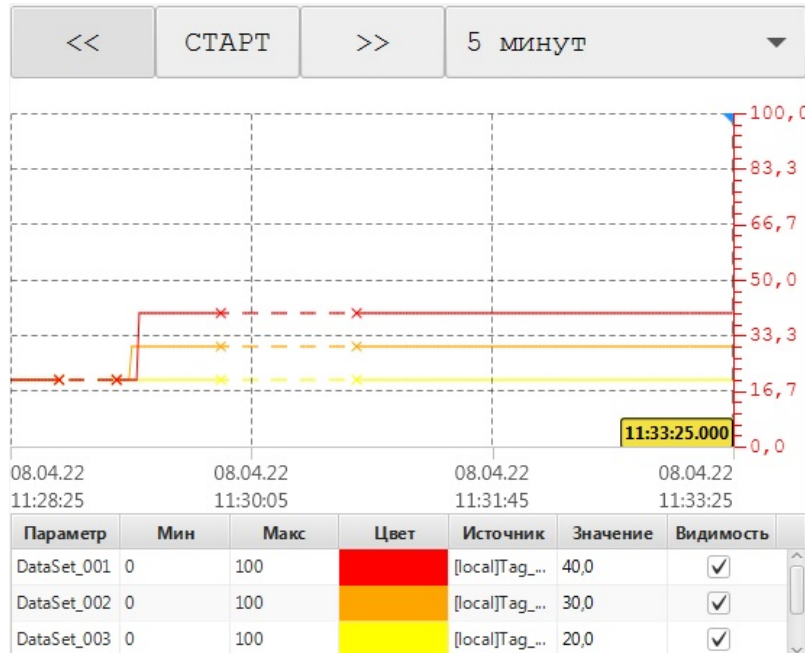 << СТАРТ >> 5 минут
100,0
83,3
66,7
50,0
33,3
16,7
11:33:25.000
0,0
08.04.22 08.04.22 08.04.22 08.04.22
11:28:25 11:30:05 11:31:45 11:33:25
Параметр Мин Макс Цвет Источник Значение Видимость
DataSet_001 0 100 [local]Tag_... 40,0
DataSet_002 0 100 [local]Tag_... 30,0
DataSet_003 0 100 [local]Tag_... 20,0